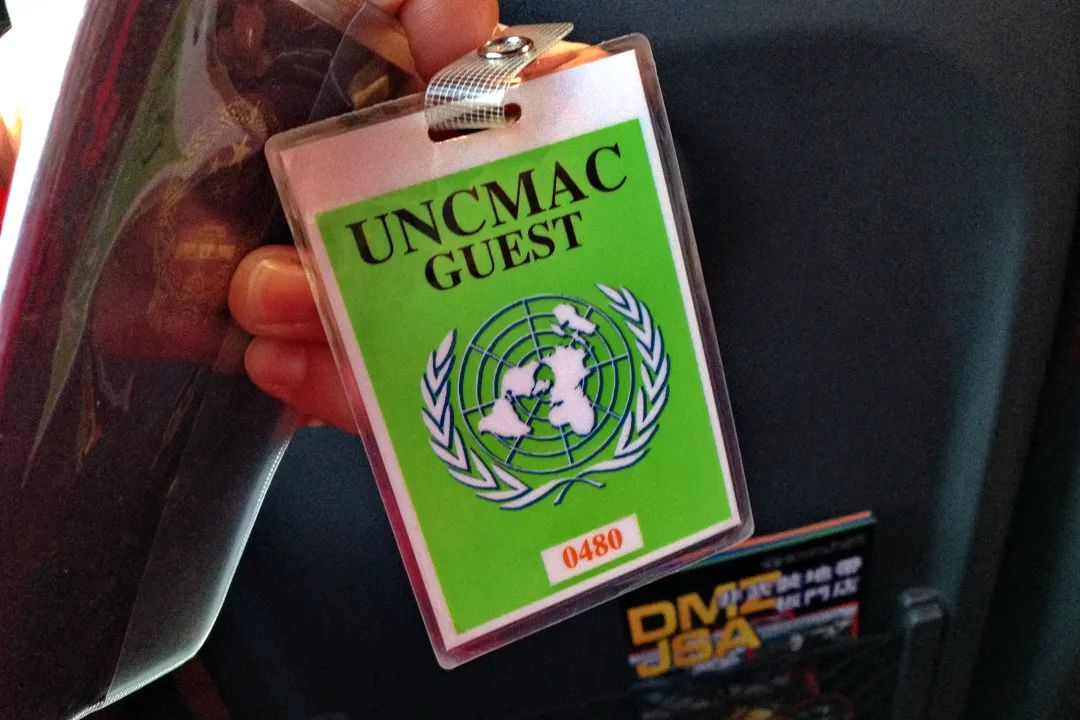 UNCMAC
GUEST
0480
DMZ
JSA